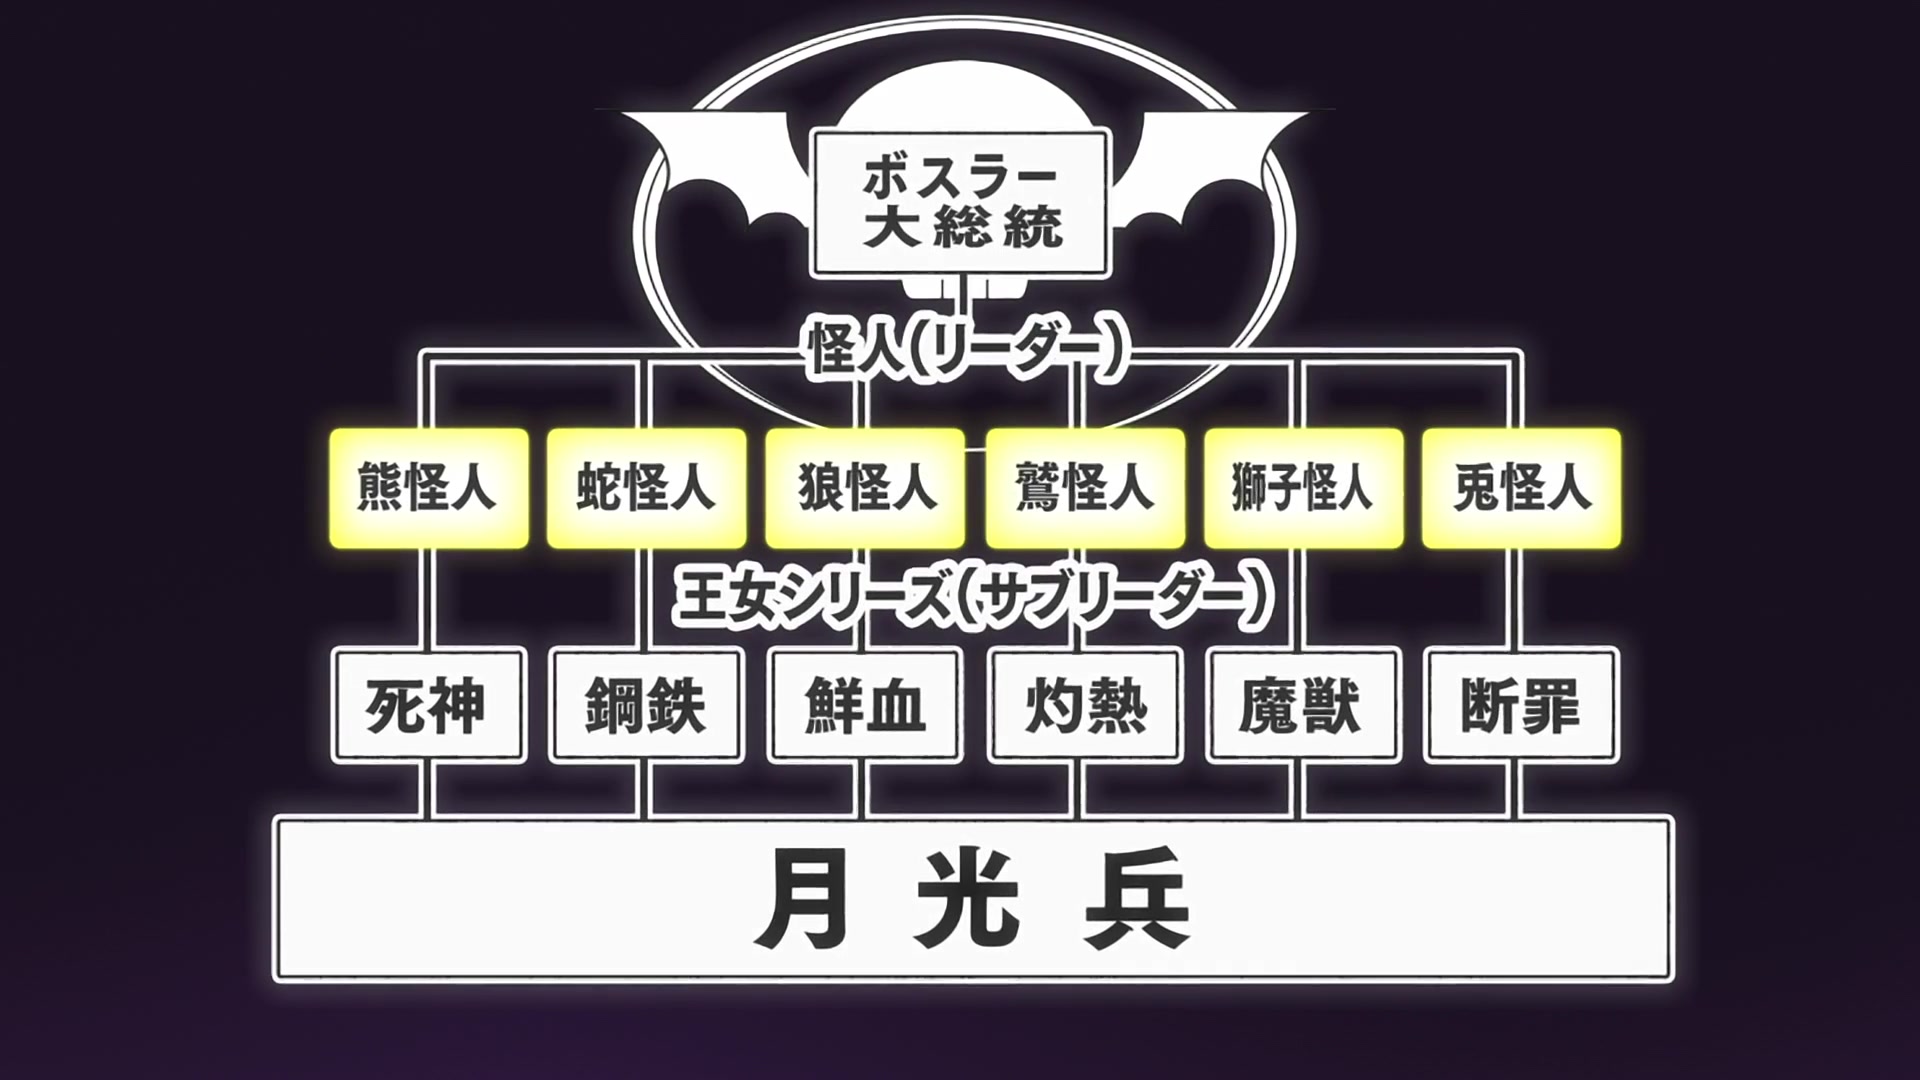 ボスラー
大総統
怪人(リーダー)
熊怪人
蛇怪人
狼怪人
鷲怪人
獅子怪人
兎怪人
王女シリーズ(サブリーダー)
死神
鋼鉄
鮮血
灼熱
魔獣
断罪
月光兵